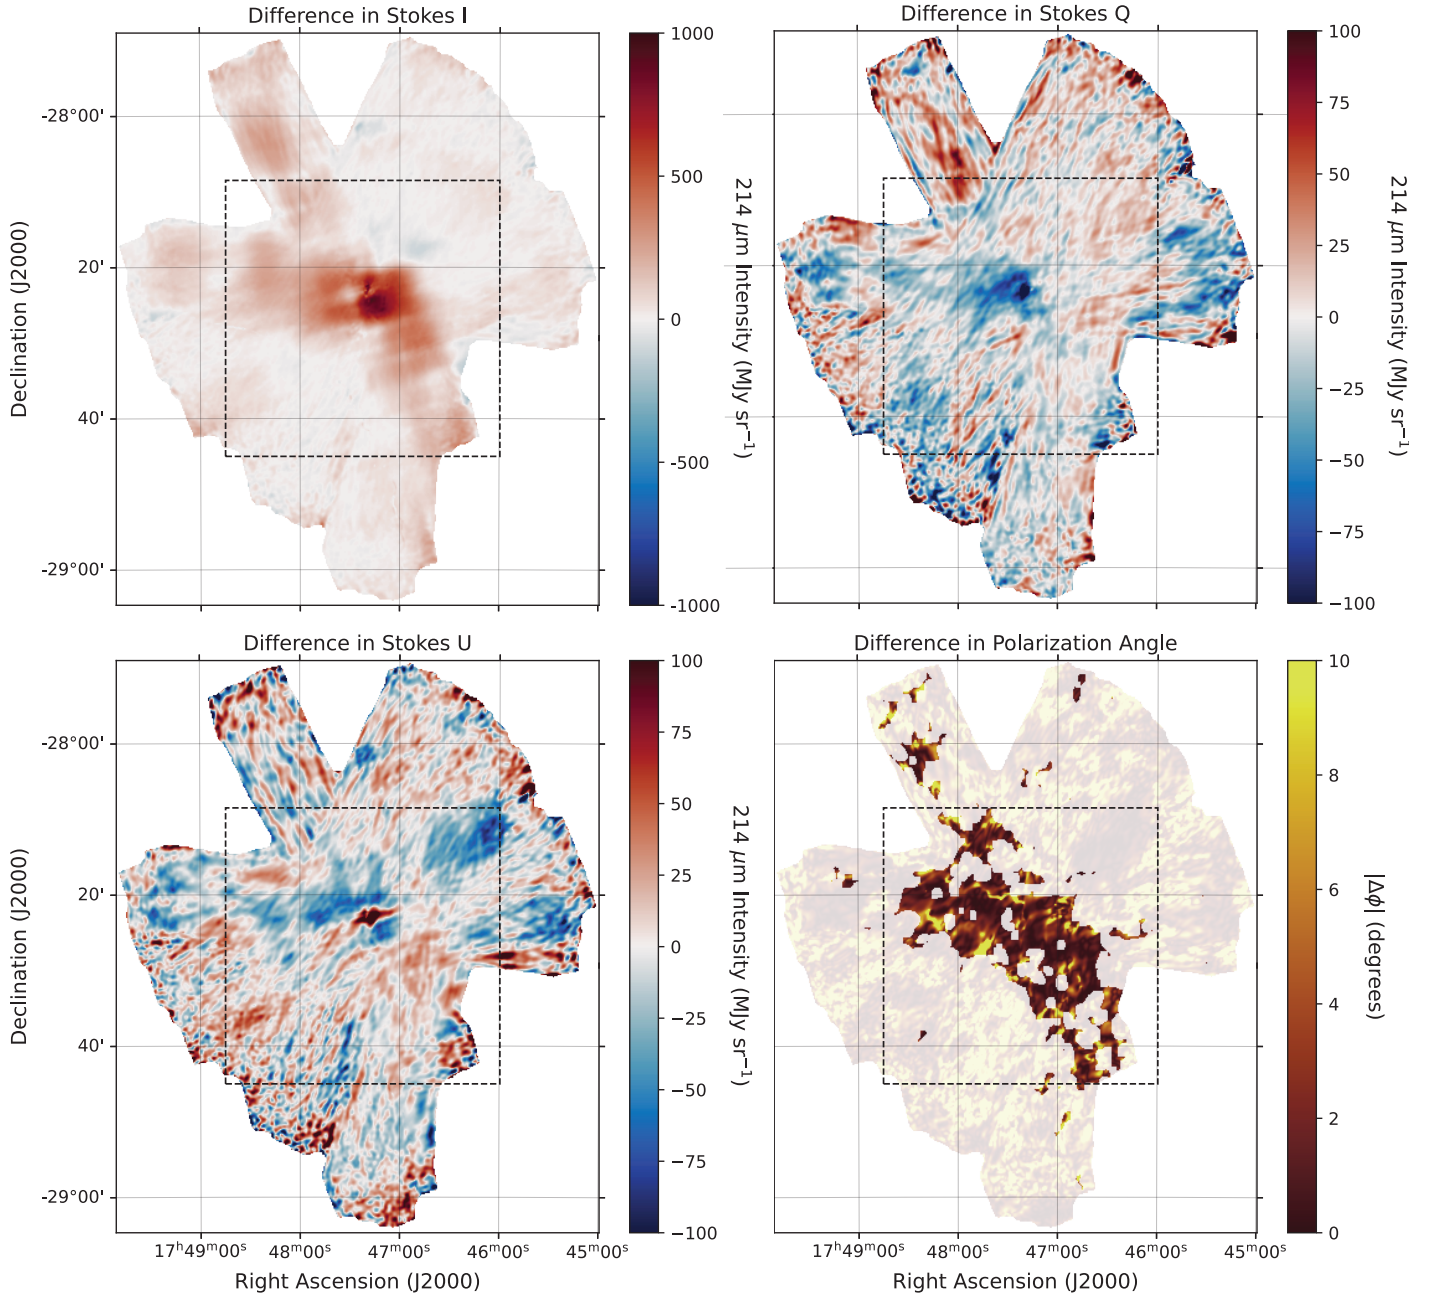 Difference in Stokes I
Difference in Stokes Q
-28°00'
20'
40'
-29°00'
Declination (J2000)
1000
500
0
-500
-1000
214 μm Intensity (MJy sr⁻¹)
100
75
50
25
0
−25
−50
−75
−100
214 μm Intensity (MJy sr⁻¹)
Difference in Stokes U
Difference in Polarization Angle
-28°00'
20'
40'
-29°00'
Declination (J2000)
17ʰ49ᵐ00ˢ
48ᵐ00ˢ
47ᵐ00ˢ
46ᵐ00ˢ
45ᵐ00ˢ
Right Ascension (J2000)
100
75
50
25
0
−25
−50
−75
−100
214 μm Intensity (MJy sr⁻¹)
17ʰ49ᵐ00ˢ
48ᵐ00ˢ
47ᵐ00ˢ
46ᵐ00ˢ
45ᵐ00ˢ
Right Ascension (J2000)
10
8
6
4
2
0
|Δϕ| (degrees)